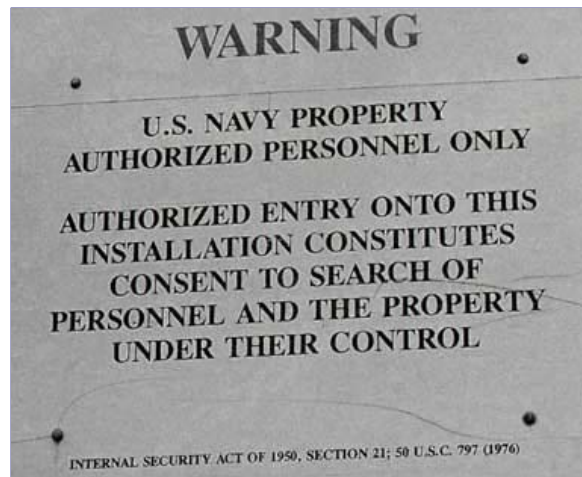 WARNING
U.S. NAVY PROPERTY
AUTHORIZED PERSONNEL ONLY
AUTHORIZED ENTRY ONTO THIS
INSTALLATION CONSTITUTES
CONSENT TO SEARCH OF
PERSONNEL AND THE PROPERTY
UNDER THEIR CONTROL
INTERNAL SECURITY ACT OF 1950, SECTION 21; 50 U.S.C. 797 (1976)